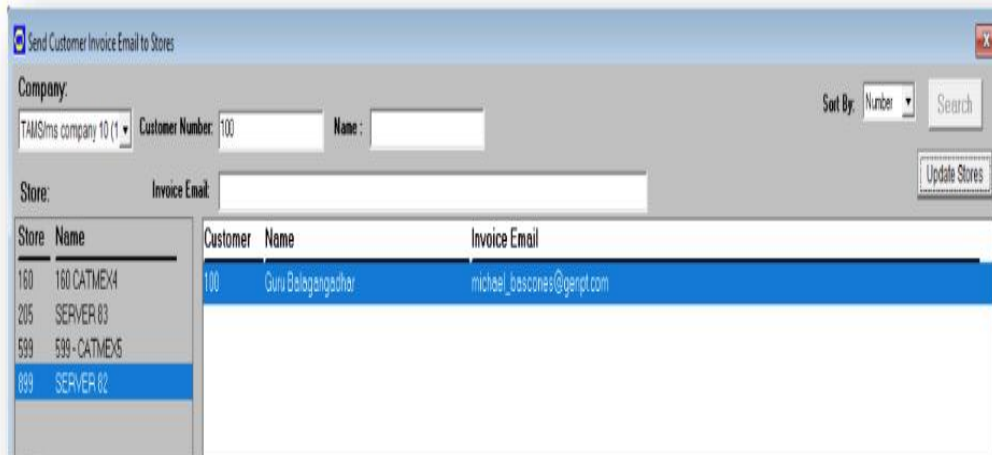 Send Customer Invoice Email to Stores
Company:
TAMS/ms company 10 (1 Customer Number: 100 Name : Sort By: Number Search
Update Stores
Store: Invoice Email:
Store Name
160 160 CATMEX4
205 SERVER 83
599 599 - CATMEX5
899 SERVER 82
Customer Name Invoice Email
100 Guru Balagangadhar michael_bascones@genpt.com